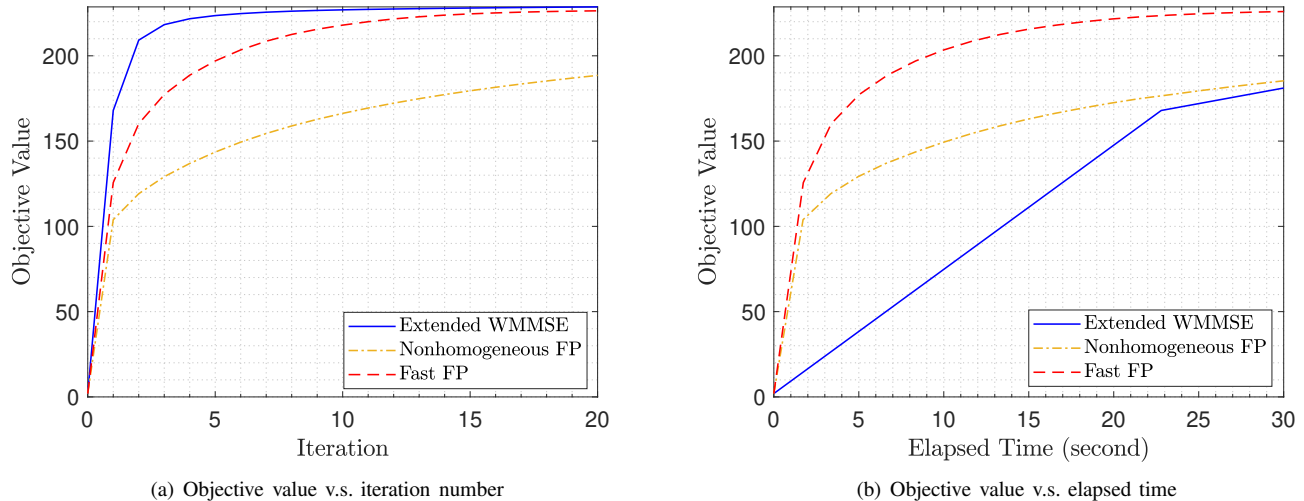 200
150
100
50
0
Objective Value
0
5
10
15
20
Iteration
Extended WMMSE
Nonhomogeneous FP
Fast FP
(a) Objective value v.s. iteration number
200
150
100
50
0
Objective Value
0
5
10
15
20
25
30
Elapsed Time (second)
Extended WMMSE
Nonhomogeneous FP
Fast FP
(b) Objective value v.s. elapsed time